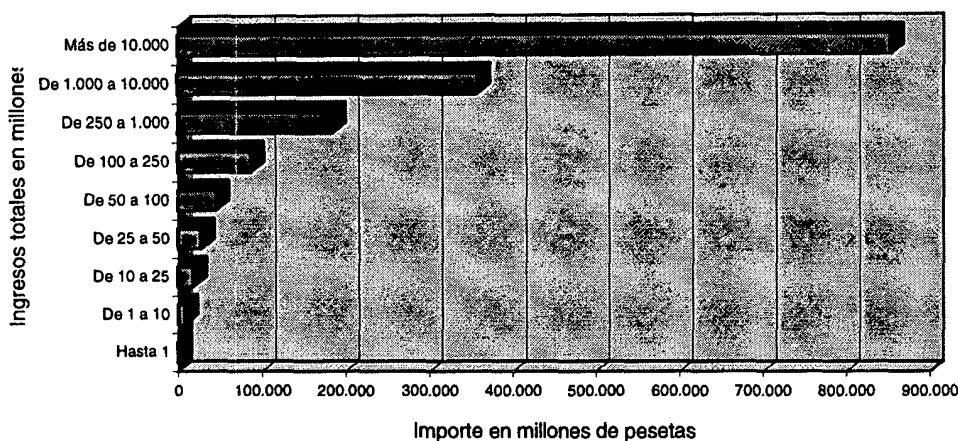 Ingresos totales en millones
Más de 10.000
De 1.000 a 10.000
De 250 a 1.000
De 100 a 250
De 50 a 100
De 25 a 50
De 10 a 25
De 1 a 10
Hasta 1
0 100.000 200.000 300.000 400.000 500.000 600.000 700.000 800.000 900.000
Importe en millones de pesetas